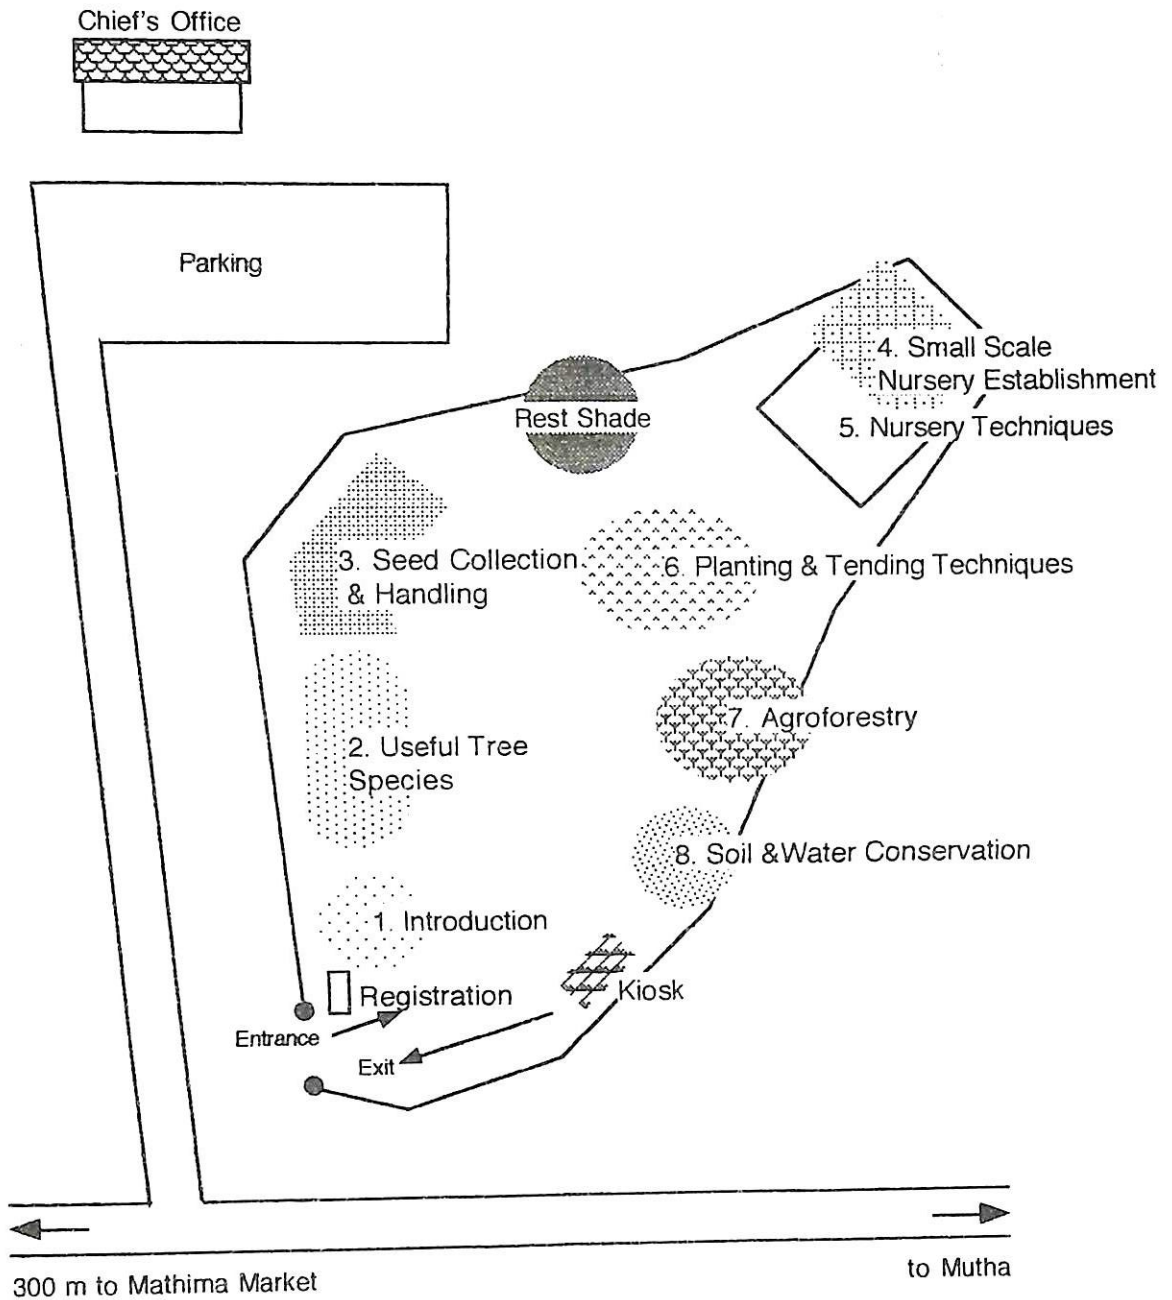 Chief's Office
Parking
4. Small Scale
Nursery Establishment
Rest Shade
5. Nursery Techniques
3. Seed Collection
& Handling
6. Planting & Tending Techniques
7. Agroforestry
2. Useful Tree
Species
8. Soil &Water Conservation
1. Introduction
Registration
Kiosk
Entrance
Exit
300 m to Mathima Market
to Mutha